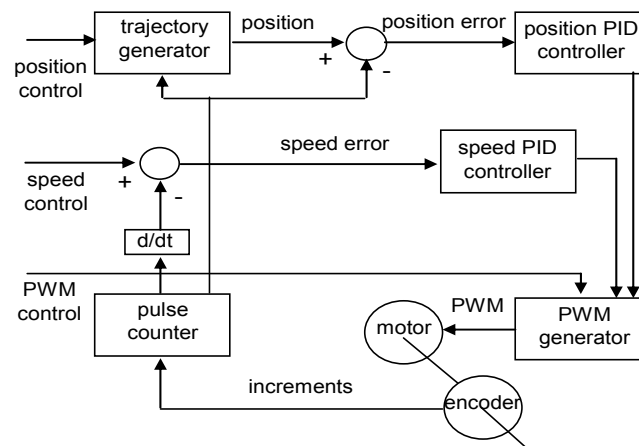 trajectory
generator
position
+
-
position error
position PID
controller
position
control
speed error
speed PID
controller
+
-
speed
control
d/dt
PWM
control
pulse
counter
motor
PWM
PWM
generator
increments
encoder